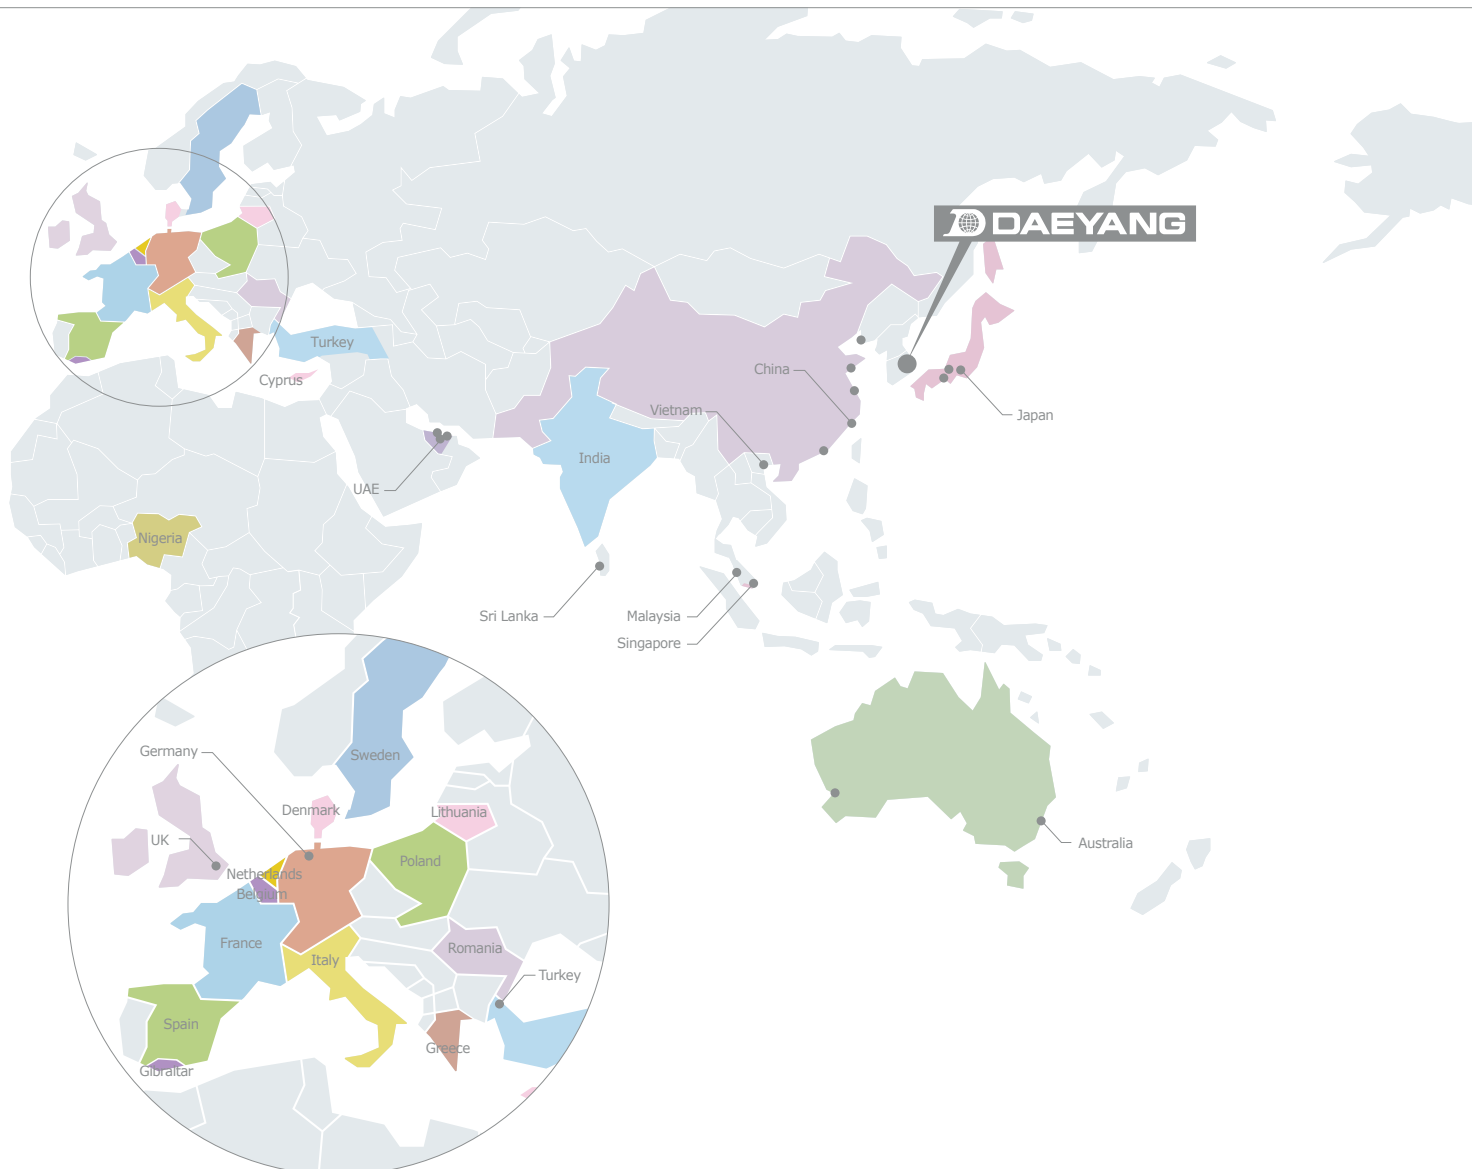 DAEYANG
Turkey
China
Cyprus
Vietnam
Japan
India
UAE
Nigeria
Sri Lanka
Malaysia
Singapore
Germany
Sweden
Denmark
Lithuania
UK
Australia
Poland
Netherlands
Belgium
France
Romania
Italy
Turkey
Spain
Greece
Gibraltar